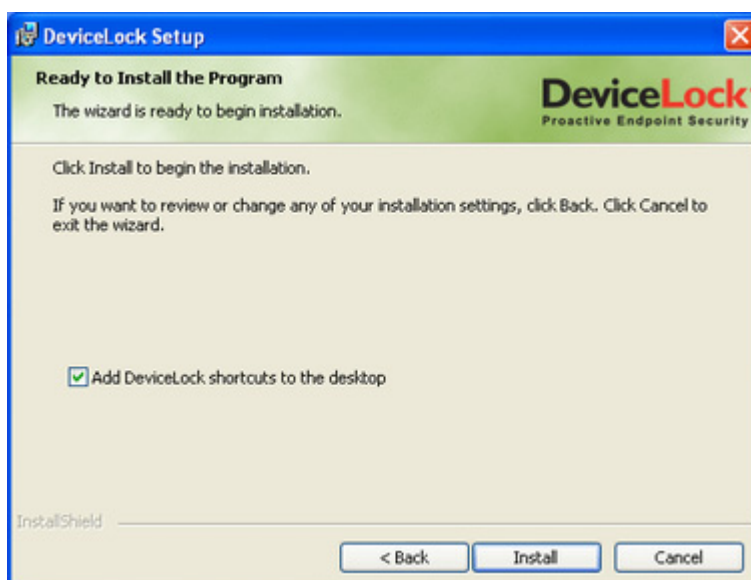 DeviceLock Setup
Ready to Install the Program
The wizard is ready to begin installation.
DeviceLock
Proactive Endpoint Security
Click Install to begin the installation.
If you want to review or change any of your installation settings, click Back. Click Cancel to
exit the wizard.
Add DeviceLock shortcuts to the desktop
InstallShield
< Back
Install
Cancel